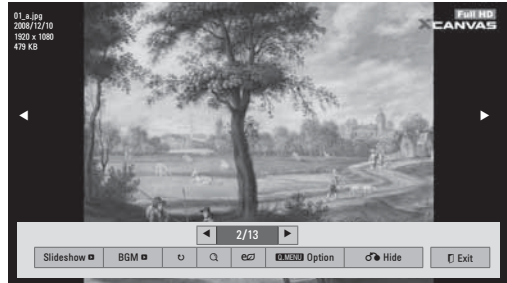 01_a.jpg
2008/12/10
1920 x 1080
479 KB
Full HD
XCANVAS
2/13
Slideshow
BGM
Q.MENU Option
Hide
Exit